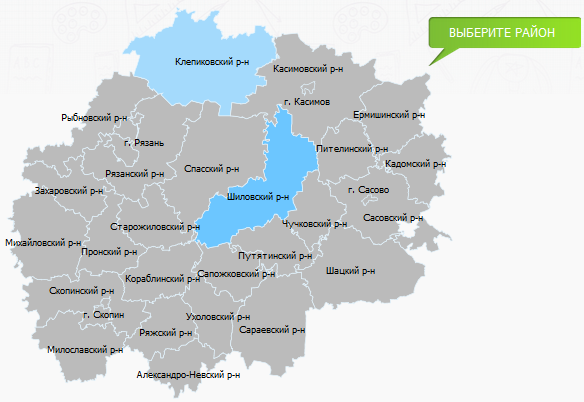 ВЫБЕРИТЕ РАЙОН
Клепиковский р-н
Касимовский р-н
г. Касимов
Ермишинский р-н
Рыбновский р-н
г. Рязань
Пителинский р-н
Кадомский р-н
Спасский р-н
Рязанский р-н
Захаровский р-н
г. Сасово
Шиловский р-н
Сасовский р-н
Чучковский р-н
Старожиловский р-н
Михайловский р-н
Пронский р-н
Путятинский р-н
Шацкий р-н
Сапожковский р-н
Кораблинский р-н
Скопинский р-н
г. Скопин
Ухоловский р-н
Сараевский р-н
Ряжский р-н
Милославский р-н
Александро-Невский р-н